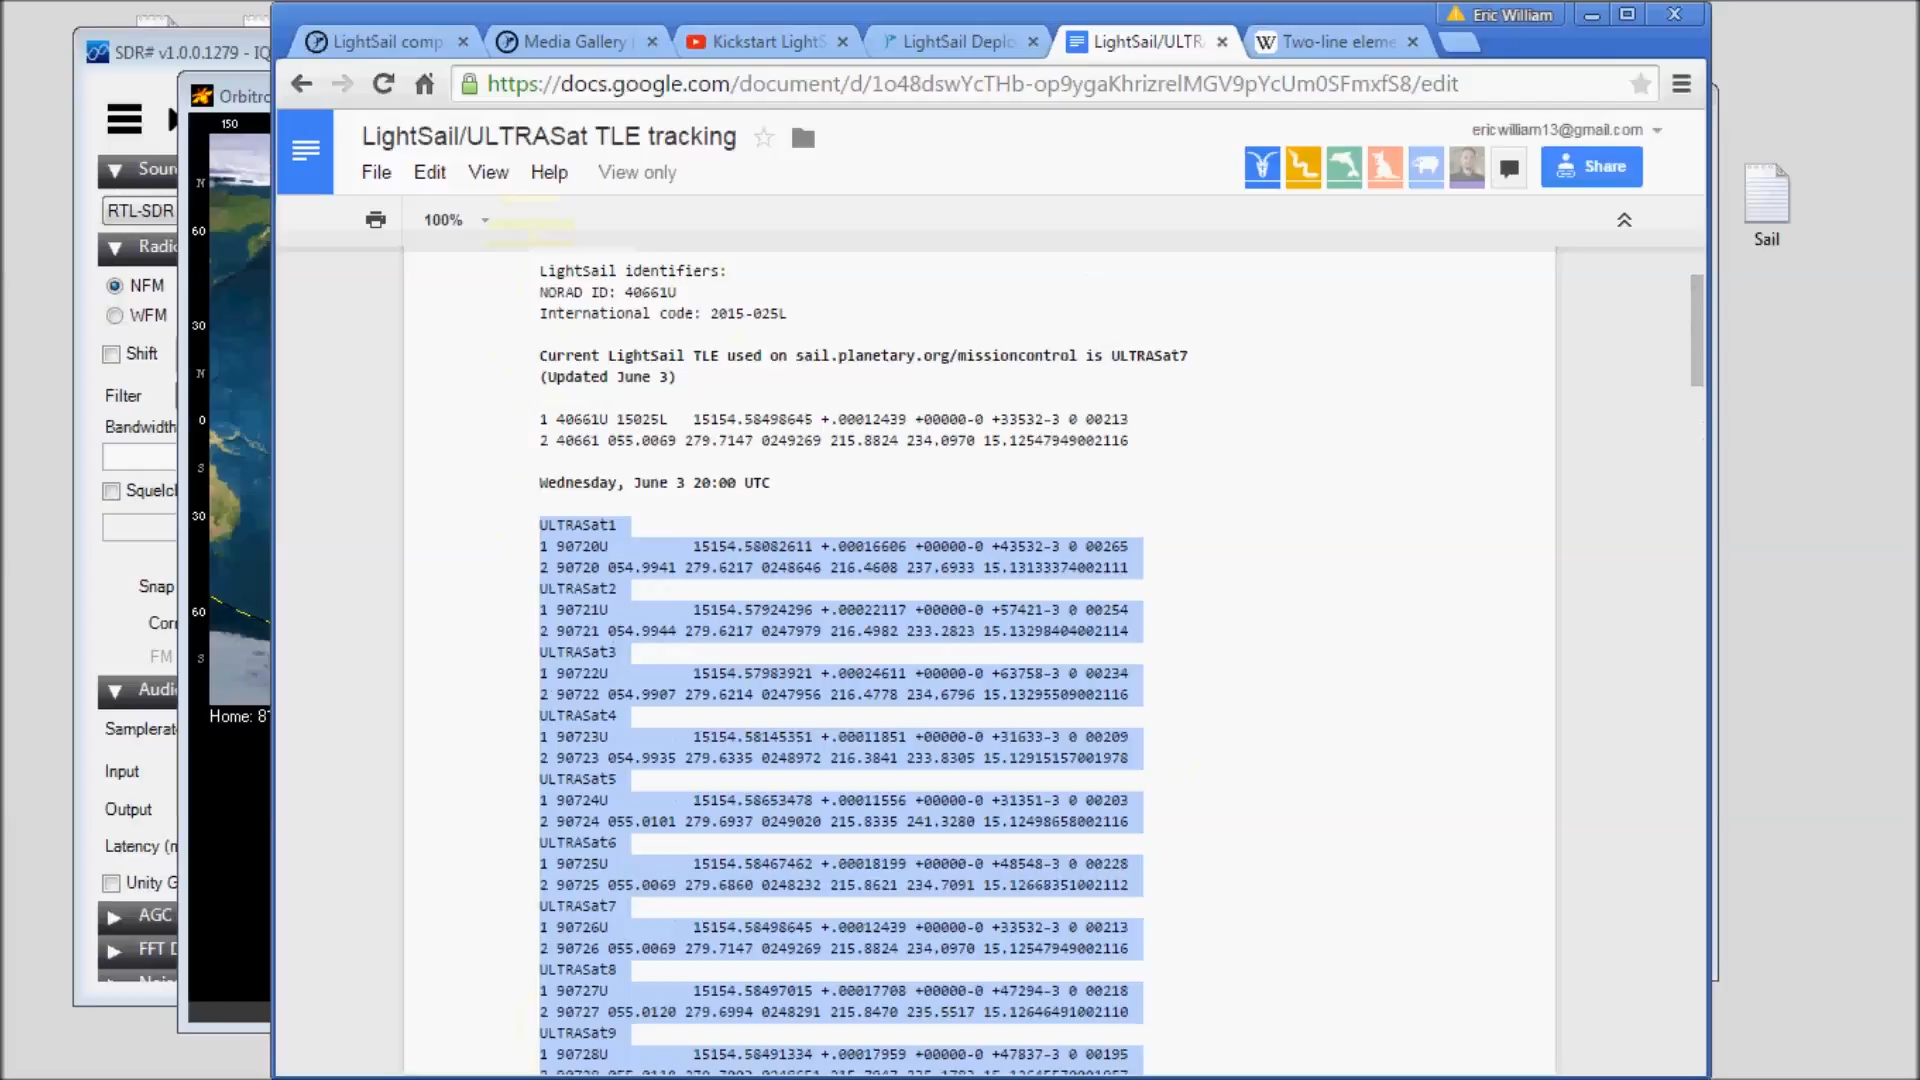 Eric William
SDR# v1.0.0.1279 - IQ
LightSail comp
Media Gallery
Kickstart LightS
LightSail Deplo
LightSail/ULTRA
Two-line eleme
https://docs.google.com/document/d/1o48dswYcTHb-op9ygaKhrizrelMGV9pYcUm0SFmxfS8/edit
Orbitro
150
LightSail/ULTRASat TLE tracking
ericwilliam13@gmail.com
File Edit View Help View only
Share
100%
Sail
Sour
RTL-SDR
Radio
NFM
WFM
Shift
Filter
Bandwidth
Squelch
Snap
Corr
FM
Audio
Samplerate
Input
Output
Latency (m
Unity G
AGC
FFT D
N
60
30
N
0
S
30
60
S
Home: 87
LightSail identifiers:
NORAD ID: 40661U
International code: 2015-025L
Current LightSail TLE used on sail.planetary.org/missioncontrol is ULTRASat7
(Updated June 3)
1 40661U 15025L   15154.58498645 +.00012439 +00000-0 +33532-3 0 00213
2 40661 055.0069 279.7147 0249269 215.8824 234.0970 15.12547949002116
Wednesday, June 3 20:00 UTC
ULTRASat1
1 90720U          15154.58082611 +.00016606 +00000-0 +43532-3 0 00265
2 90720 054.9941 279.6217 0248646 216.4608 237.6933 15.13133374002111
ULTRASat2
1 90721U          15154.57924296 +.00022117 +00000-0 +57421-3 0 00254
2 90721 054.9944 279.6217 0247979 216.4982 233.2823 15.13298404002114
ULTRASat3
1 90722U          15154.57983921 +.00024611 +00000-0 +63758-3 0 00234
2 90722 054.9907 279.6214 0247956 216.4778 234.6796 15.13295509002116
ULTRASat4
1 90723U          15154.58145351 +.00011851 +00000-0 +31633-3 0 00209
2 90723 054.9935 279.6335 0248972 216.3841 233.8305 15.12915157001978
ULTRASat5
1 90724U          15154.58653478 +.00011556 +00000-0 +31351-3 0 00203
2 90724 055.0101 279.6937 0249020 215.8335 241.3280 15.12498658002116
ULTRASat6
1 90725U          15154.58467462 +.00018199 +00000-0 +48548-3 0 00228
2 90725 055.0069 279.6860 0248232 215.8621 234.7091 15.12668351002112
ULTRASat7
1 90726U          15154.58498645 +.00012439 +00000-0 +33532-3 0 00213
2 90726 055.0069 279.7147 0249269 215.8824 234.0970 15.12547949002116
ULTRASat8
1 90727U          15154.58497015 +.00017708 +00000-0 +47294-3 0 00218
2 90727 055.0120 279.6994 0248291 215.8470 235.5517 15.12646491002110
ULTRASat9
1 90728U          15154.58491334 +.00017959 +00000-0 +47837-3 0 00195